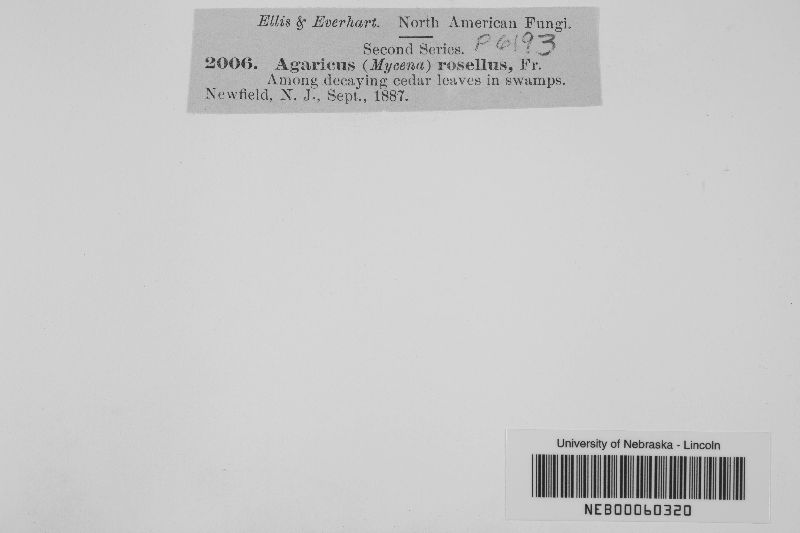 Ellis & Everhart. North American Fungi.
Second Series. P6193
2006. Agaricus (Mycena) rosellus, Fr.
Among decaying cedar leaves in swamps.
Newfield, N. J., Sept., 1887.
University of Nebraska - Lincoln
NEB00060320